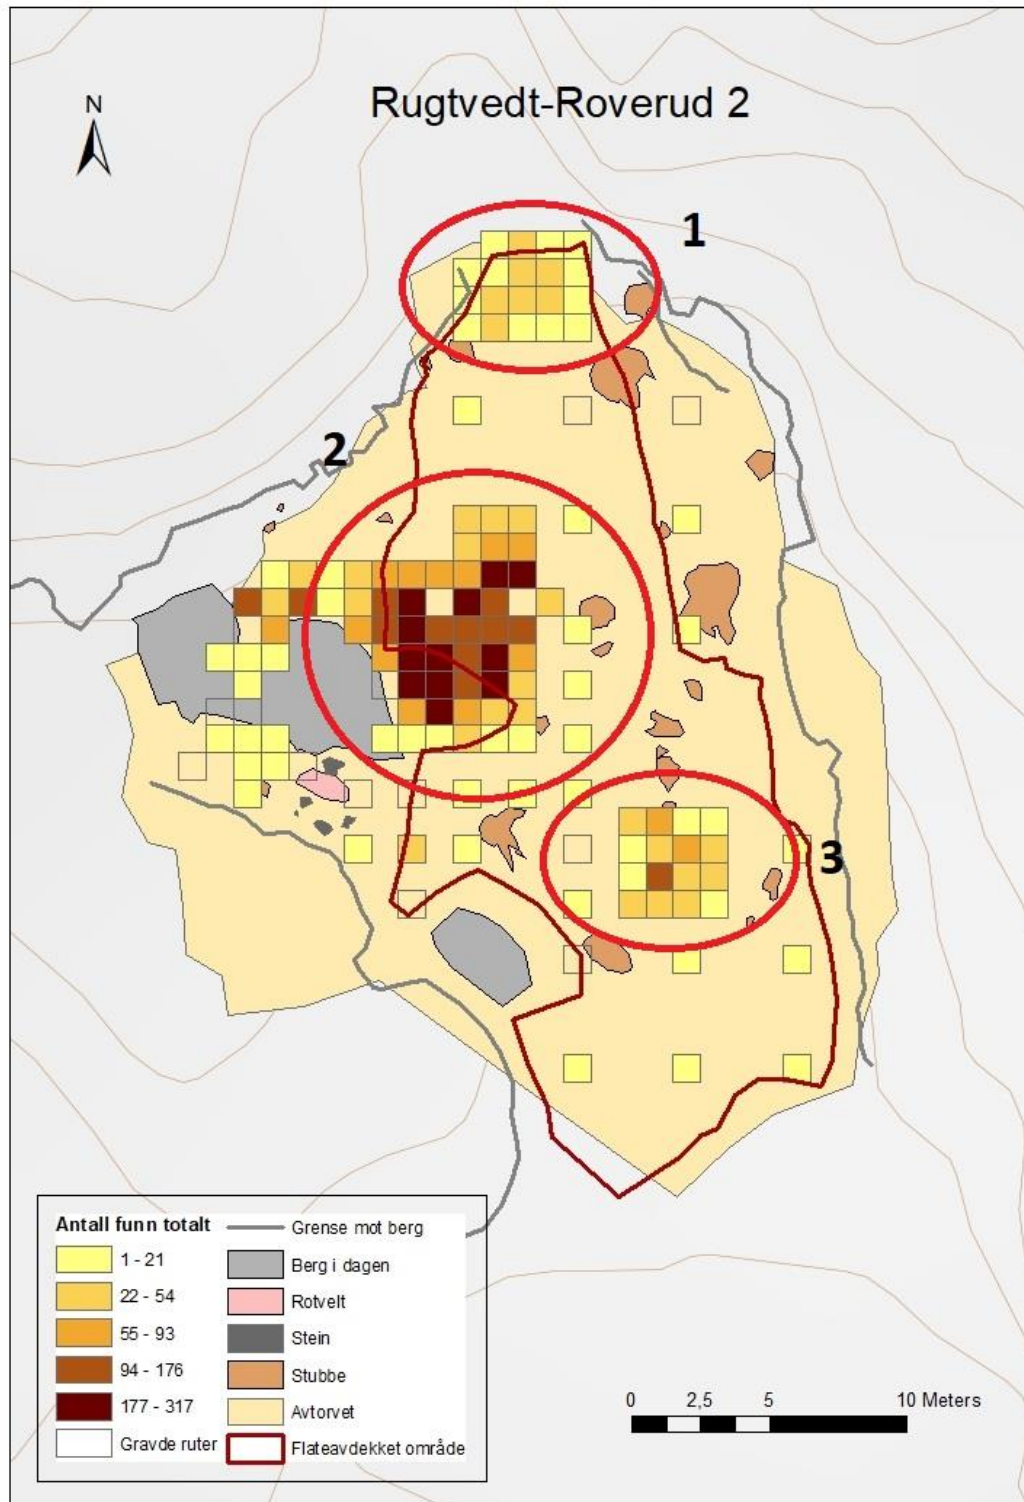 Rugtvedt-Roverud 2
N
1
2
3
Antall funn totalt
1 - 21
22 - 54
55 - 93
94 - 176
177 - 317
Gravde ruter
Grense mot berg
Berg i dagen
Rotvelt
Stein
Stubbe
Avtorvet
Flateavdekket område
0 2,5 5 10 Meters